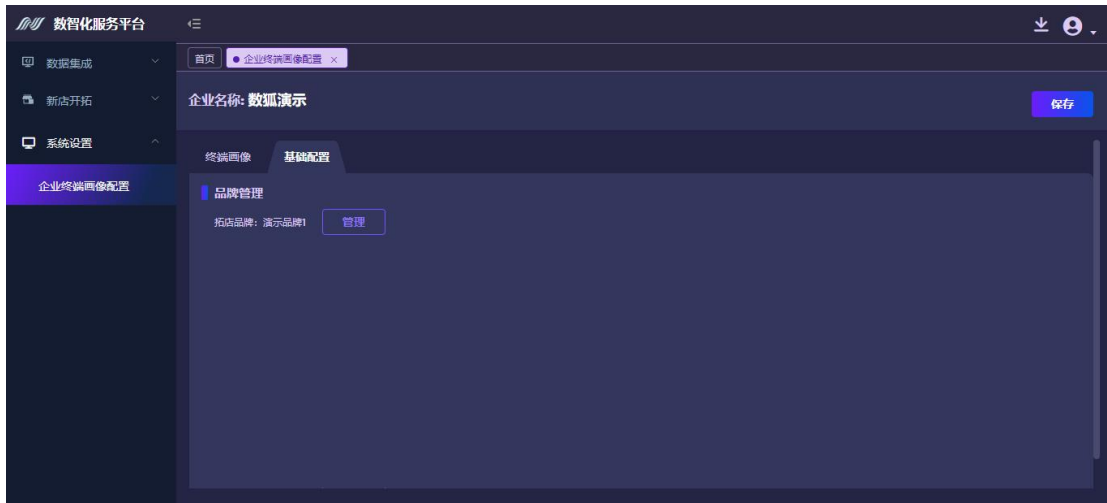 数智化服务平台
数据集成
新店开拓
系统设置
企业终端画像配置
首页 企业终端画像配置 ×
企业名称: 数狐演示
保存
终端画像 基础配置
品牌管理
拓店品牌: 演示品牌1 管理